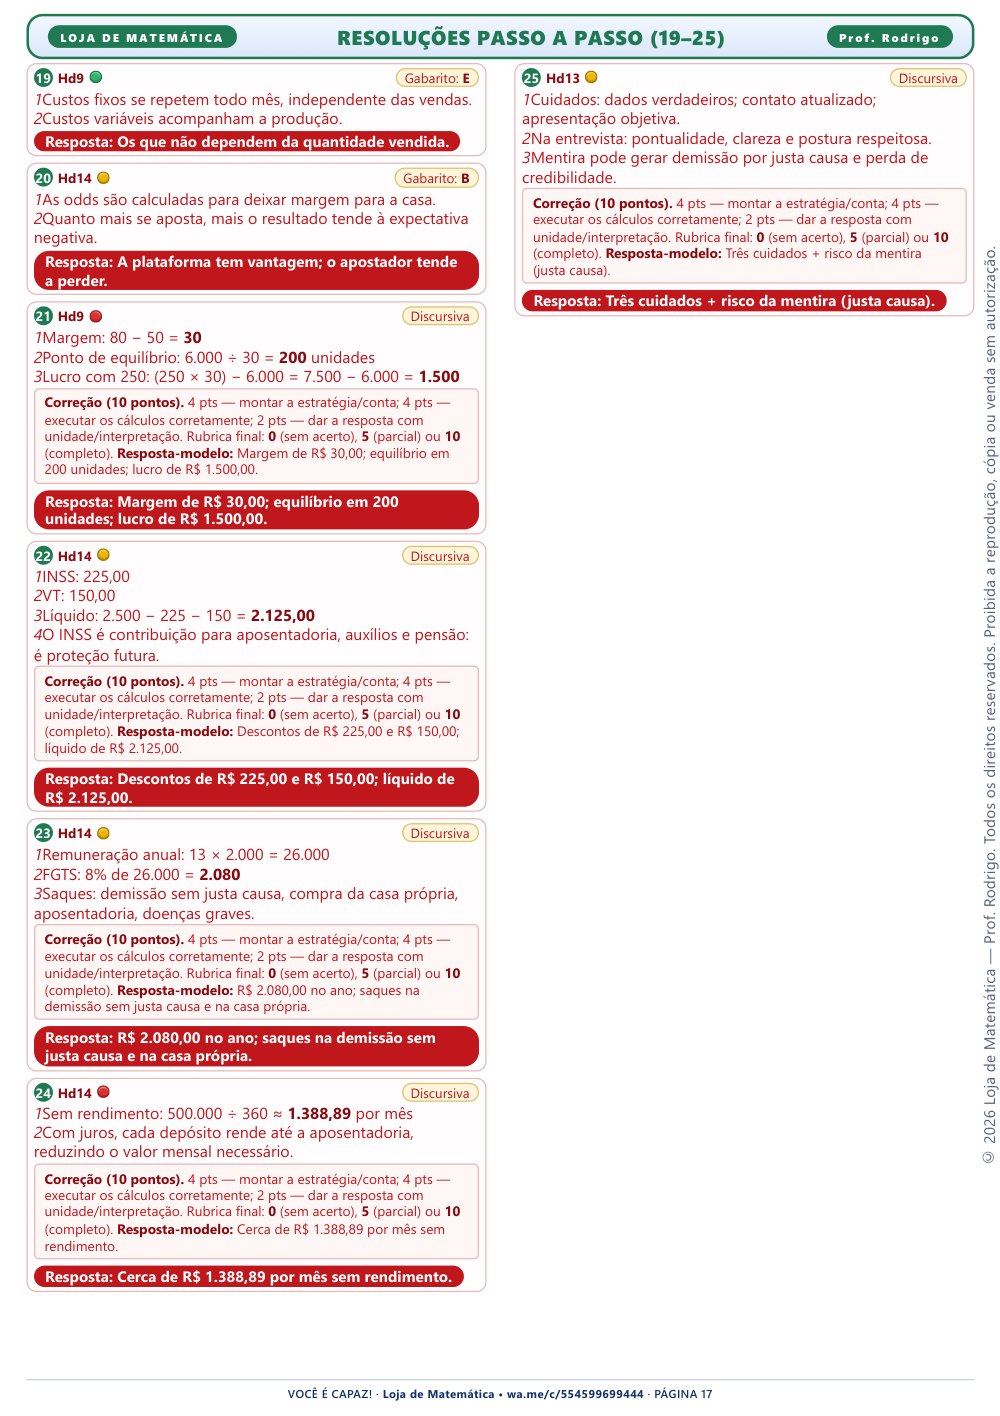 LOJA DE MATEMÁTICA
RESOLUÇÕES PASSO A PASSO (19–25)
Prof. Rodrigo
19 Hd9 Gabarito: E
1Custos fixos se repetem todo mês, independente das vendas.
2Custos variáveis acompanham a produção.
Resposta: Os que não dependem da quantidade vendida.
20 Hd14 Gabarito: B
1As odds são calculadas para deixar margem para a casa.
2Quanto mais se aposta, mais o resultado tende à expectativa
negativa.
Resposta: A plataforma tem vantagem; o apostador tende
a perder.
21 Hd9 Discursiva
1Margem: 80 − 50 = 30
2Ponto de equilíbrio: 6.000 ÷ 30 = 200 unidades
3Lucro com 250: (250 × 30) − 6.000 = 7.500 − 6.000 = 1.500
Correção (10 pontos). 4 pts — montar a estratégia/conta; 4 pts —
executar os cálculos corretamente; 2 pts — dar a resposta com
unidade/interpretação. Rubrica final: 0 (sem acerto), 5 (parcial) ou 10
(completo). Resposta-modelo: Margem de R$ 30,00; equilíbrio em
200 unidades; lucro de R$ 1.500,00.
Resposta: Margem de R$ 30,00; equilíbrio em 200
unidades; lucro de R$ 1.500,00.
22 Hd14 Discursiva
1INSS: 225,00
2VT: 150,00
3Líquido: 2.500 − 225 − 150 = 2.125,00
4O INSS é contribuição para aposentadoria, auxílios e pensão:
é proteção futura.
Correção (10 pontos). 4 pts — montar a estratégia/conta; 4 pts —
executar os cálculos corretamente; 2 pts — dar a resposta com
unidade/interpretação. Rubrica final: 0 (sem acerto), 5 (parcial) ou 10
(completo). Resposta-modelo: Descontos de R$ 225,00 e R$ 150,00;
líquido de R$ 2.125,00.
Resposta: Descontos de R$ 225,00 e R$ 150,00; líquido de
R$ 2.125,00.
23 Hd14 Discursiva
1Remuneração anual: 13 × 2.000 = 26.000
2FGTS: 8% de 26.000 = 2.080
3Saques: demissão sem justa causa, compra da casa própria,
aposentadoria, doenças graves.
Correção (10 pontos). 4 pts — montar a estratégia/conta; 4 pts —
executar os cálculos corretamente; 2 pts — dar a resposta com
unidade/interpretação. Rubrica final: 0 (sem acerto), 5 (parcial) ou 10
(completo). Resposta-modelo: R$ 2.080,00 no ano; saques na
demissão sem justa causa e na casa própria.
Resposta: R$ 2.080,00 no ano; saques na demissão sem
justa causa e na casa própria.
24 Hd14 Discursiva
1Sem rendimento: 500.000 ÷ 360 ≈ 1.388,89 por mês
2Com juros, cada depósito rende até a aposentadoria,
reduzindo o valor mensal necessário.
Correção (10 pontos). 4 pts — montar a estratégia/conta; 4 pts —
executar os cálculos corretamente; 2 pts — dar a resposta com
unidade/interpretação. Rubrica final: 0 (sem acerto), 5 (parcial) ou 10
(completo). Resposta-modelo: Cerca de R$ 1.388,89 por mês sem
rendimento.
Resposta: Cerca de R$ 1.388,89 por mês sem rendimento.
25 Hd13 Discursiva
1Cuidados: dados verdadeiros; contato atualizado;
apresentação objetiva.
2Na entrevista: pontualidade, clareza e postura respeitosa.
3Mentira pode gerar demissão por justa causa e perda de
credibilidade.
Correção (10 pontos). 4 pts — montar a estratégia/conta; 4 pts —
executar os cálculos corretamente; 2 pts — dar a resposta com
unidade/interpretação. Rubrica final: 0 (sem acerto), 5 (parcial) ou 10
(completo). Resposta-modelo: Três cuidados + risco da mentira
(justa causa).
Resposta: Três cuidados + risco da mentira (justa causa).
© 2026 Loja de Matemática — Prof. Rodrigo. Todos os direitos reservados. Proibida a reprodução, cópia ou venda sem autorização.
VOCÊ É CAPAZ! · Loja de Matemática • wa.me/c/554599699444 · PÁGINA 17